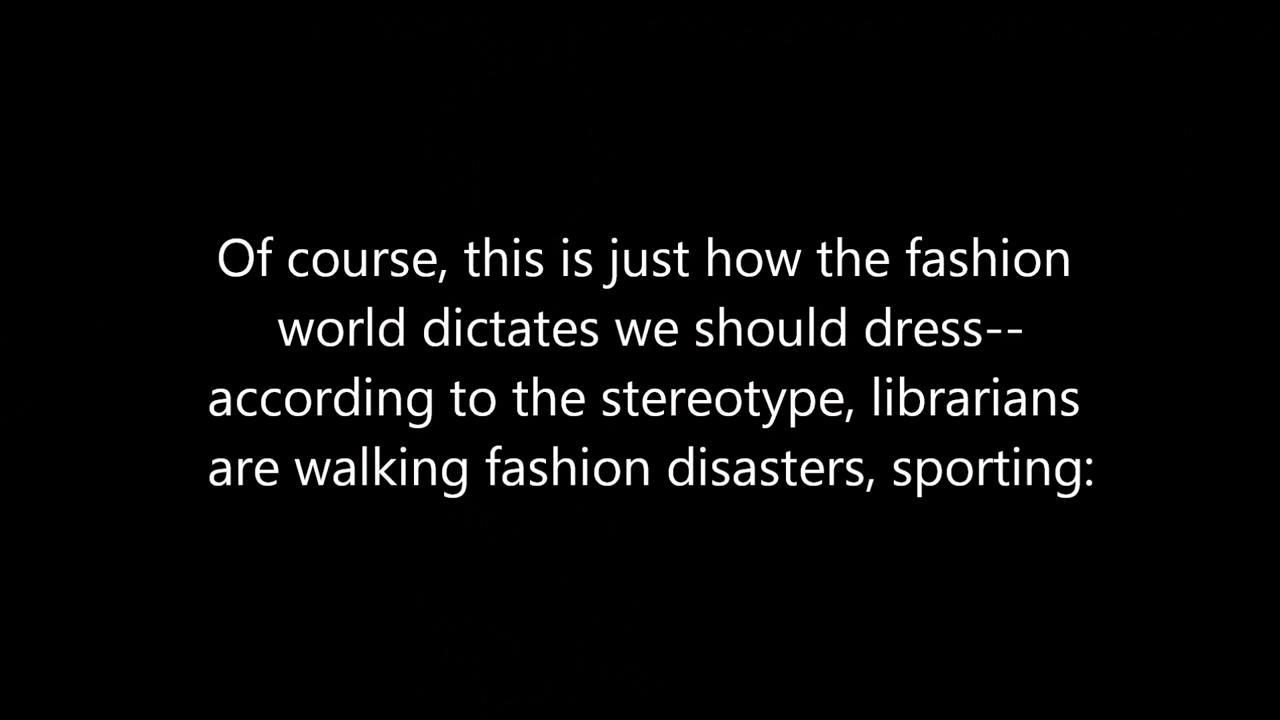 Of course, this is just how the fashion
world dictates we should dress--
according to the stereotype, librarians
are walking fashion disasters, sporting: